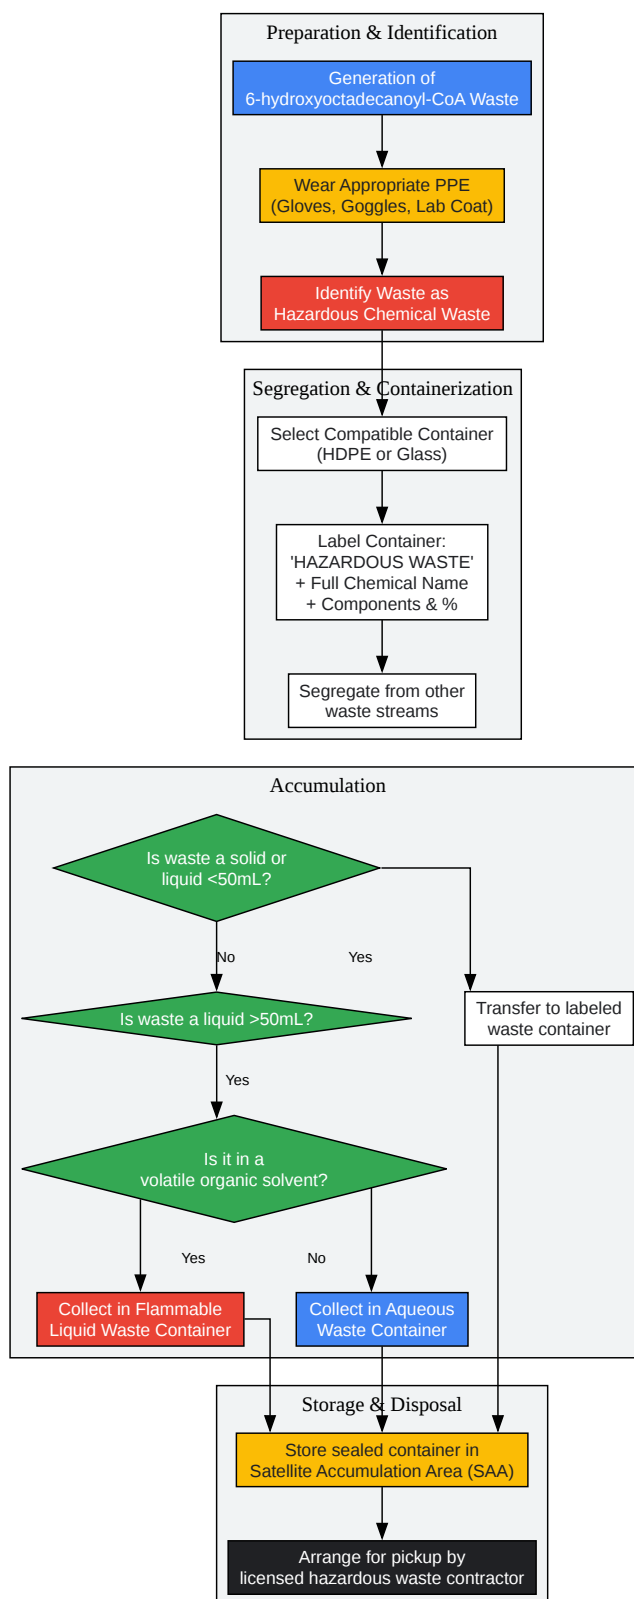 Preparation & Identification
Generation of
6-hydroxyoctadecanoyl-CoA Waste
Wear Appropriate PPE
(Gloves, Goggles, Lab Coat)
Identify Waste as
Hazardous Chemical Waste
Segregation & Containerization
Select Compatible Container
(HDPE or Glass)
Label Container:
'HAZARDOUS WASTE'
+ Full Chemical Name
+ Components & %
Segregate from other
waste streams
Accumulation
Is waste a solid or
liquid <50mL?
No
Yes
Is waste a liquid >50mL?
Transfer to labeled
waste container
Yes
Is it in a
volatile organic solvent?
Yes
No
Collect in Flammable
Liquid Waste Container
Collect in Aqueous
Waste Container
Storage & Disposal
Store sealed container in
Satellite Accumulation Area (SAA)
Arrange for pickup by
licensed hazardous waste contractor